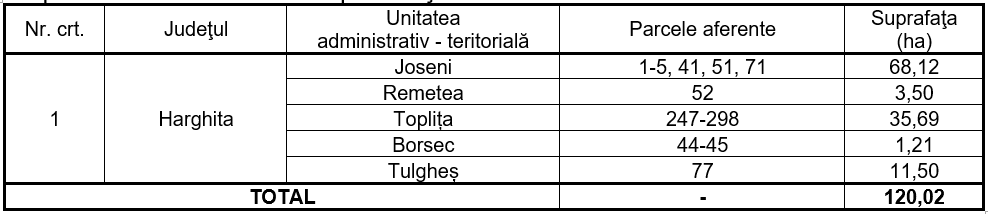 Nr. crt. Judeţul Unitatea administrativ - teritorială Parcele aferente Suprafaţa (ha)
1 Harghita Joseni 1-5, 41, 51, 71 68,12
Remetea 52 3,50
Toplița 247-298 35,69
Borsec 44-45 1,21
Tulgheș 77 11,50
TOTAL - 120,02